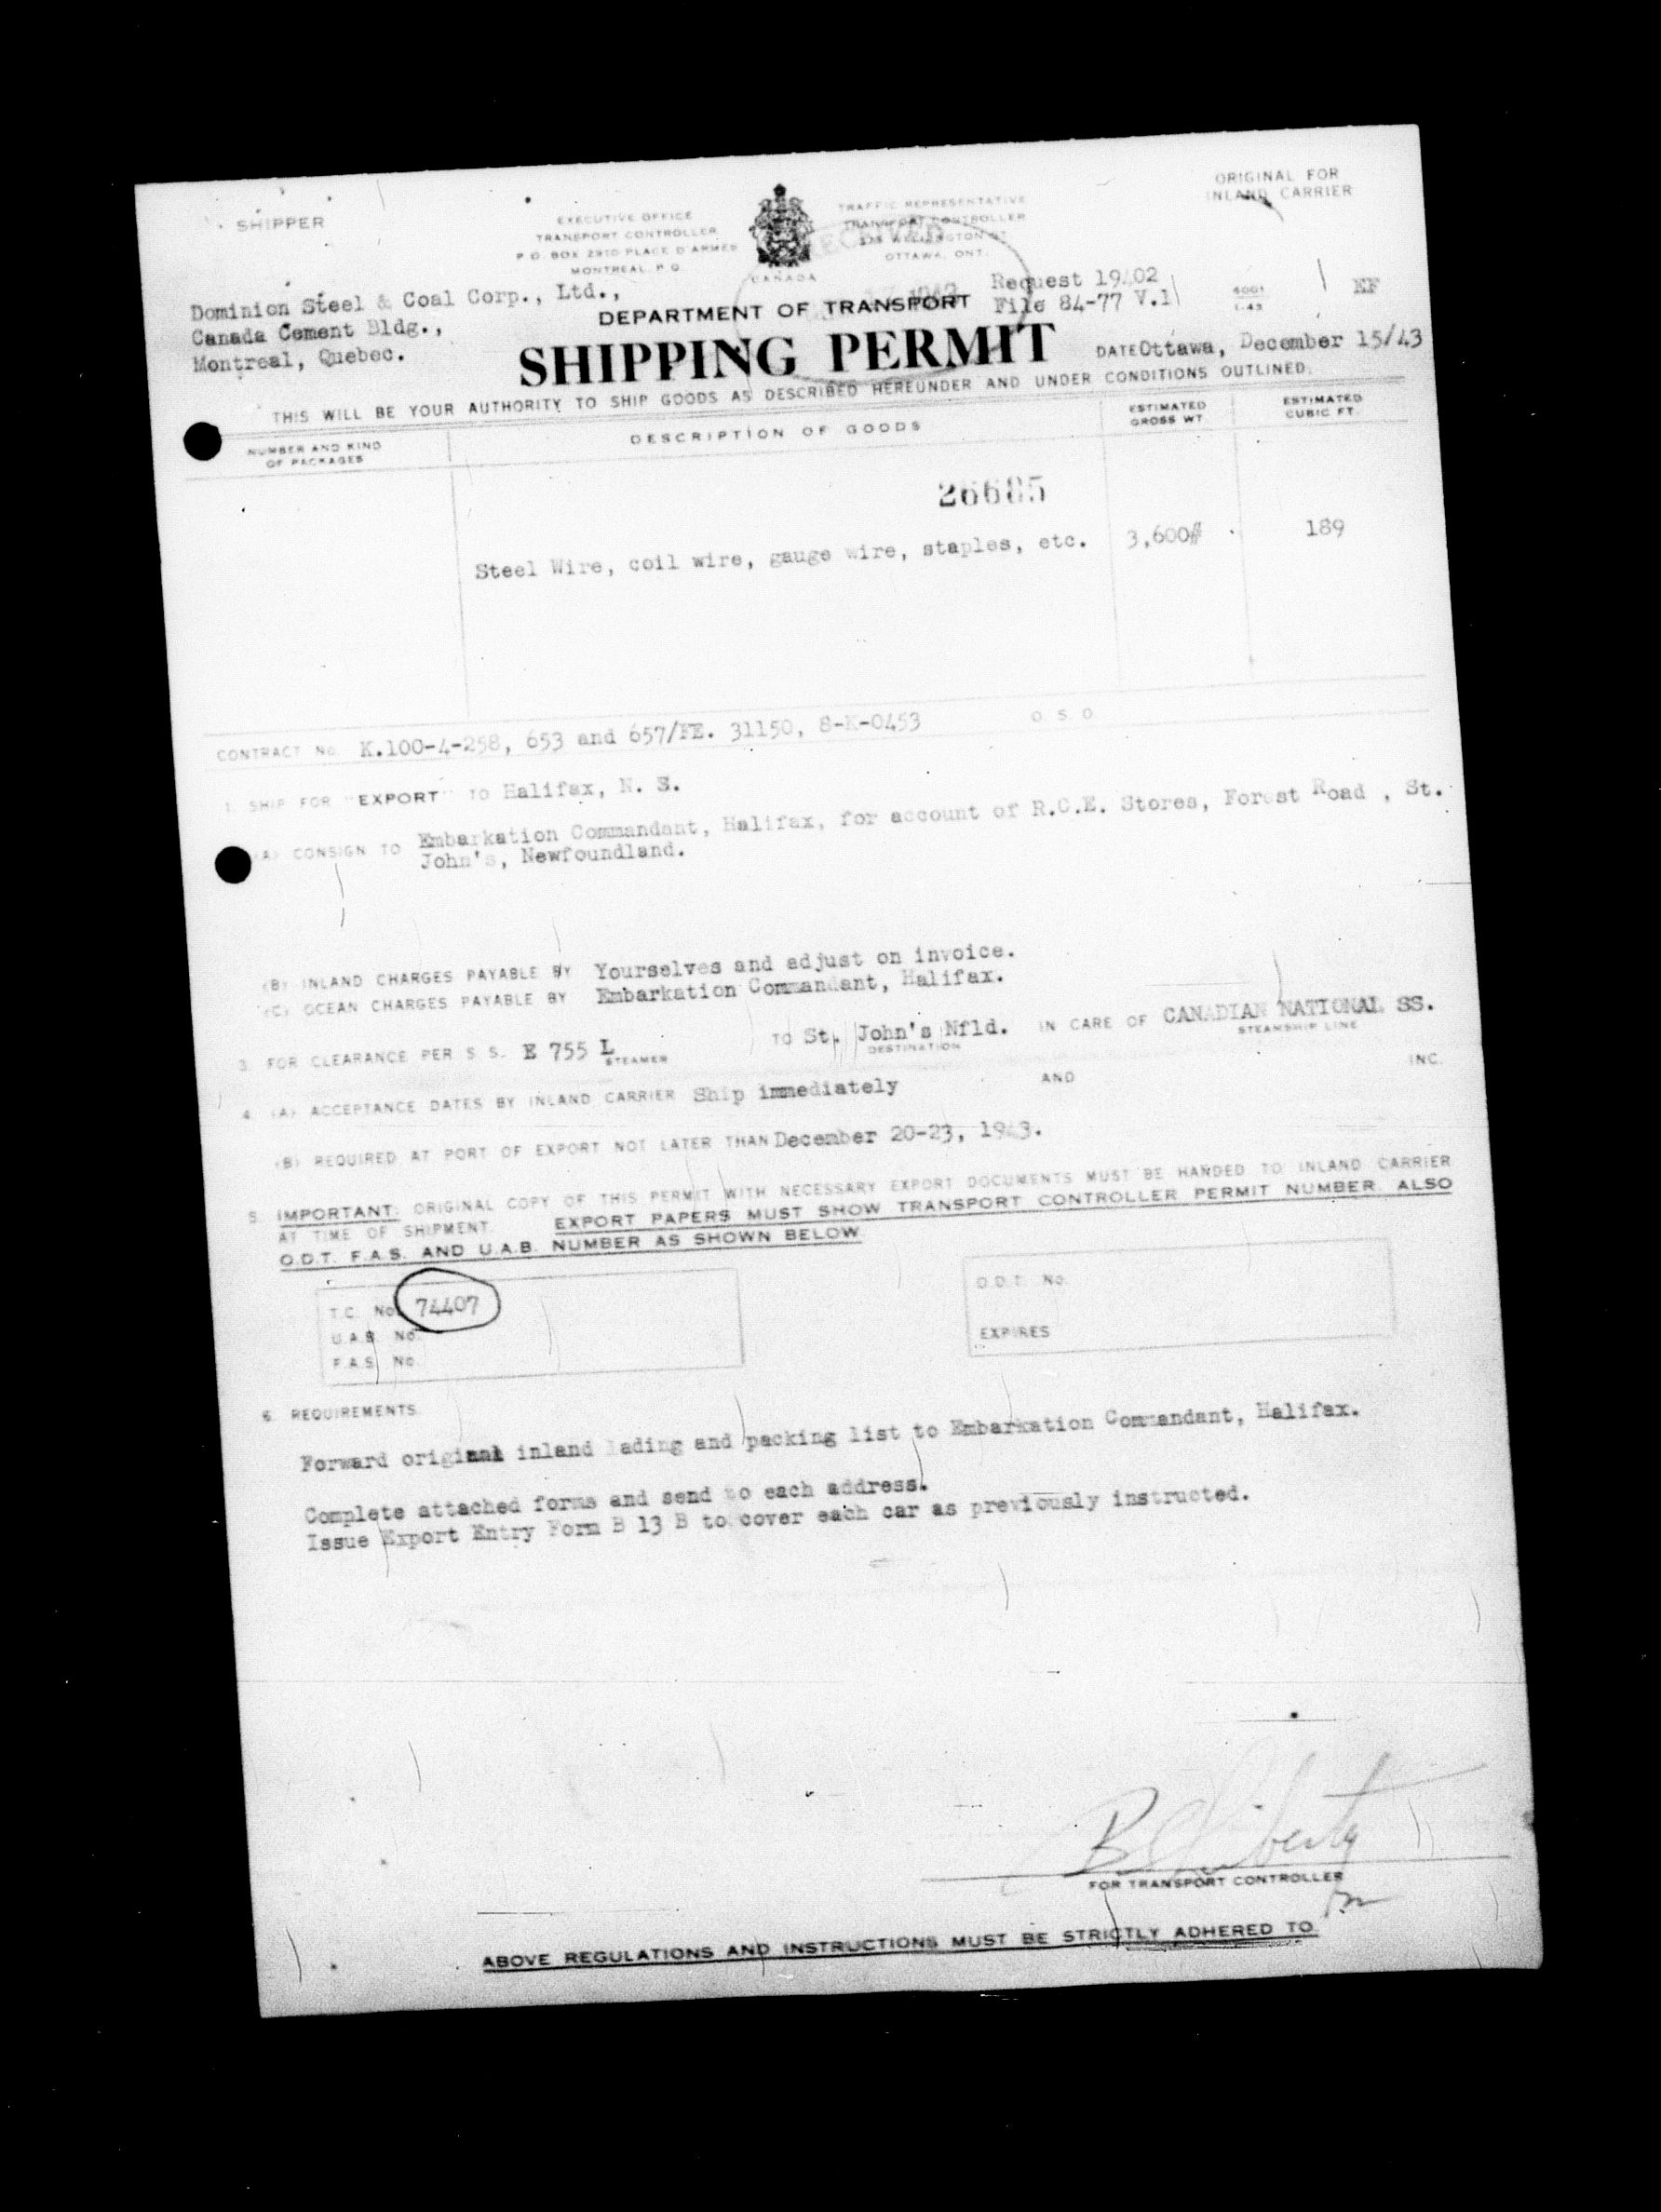 ORIGINAL FOR
INLAND CARRIER
SHIPPER
EXECUTIVE OFFICE
TRANSPORT CONTROLLER
P.O. BOX 2910 PLACE D'ARMES
MONTREAL, P.Q.
CANADA
TRAFFIC REPRESENTATIVE
TRANSPORT CONTROLLER
WELLINGTON ST.
OTTAWA, ONT.
RECEIVED
1943
Dominion Steel & Coal Corp., Ltd.,
Canada Cement Bldg.,
Montreal, Quebec.
DEPARTMENT OF TRANSPORT
SHIPPING PERMIT
Request 19402
File 84-77 V.1
4001
1-43
EF
DATE Ottawa, December 15/43
THIS WILL BE YOUR AUTHORITY TO SHIP GOODS AS DESCRIBED HEREUNDER AND UNDER CONDITIONS OUTLINED.
NUMBER AND KIND
OF PACKAGES
DESCRIPTION OF GOODS
ESTIMATED
GROSS WT.
ESTIMATED
CUBIC FT.
26685
Steel Wire, coil wire, gauge wire, staples, etc. 3,600# 189
CONTRACT No. K.100-4-258, 653 and 657/FE. 31150, 8-K-0453 O S O
1. SHIP FOR "EXPORT" TO Halifax, N. S.
(A) CONSIGN TO Embarkation Commandant, Halifax, for account of R.C.E. Stores, Forest Road , St.
John's, Newfoundland.
(B) INLAND CHARGES PAYABLE BY Yourselves and adjust on invoice.
(C) OCEAN CHARGES PAYABLE BY Embarkation Commandant, Halifax.
3. FOR CLEARANCE PER S.S. E 755 L TO St. John's Nfld. IN CARE OF CANADIAN NATIONAL SS.
STEAMER DESTINATION STEAMSHIP LINE
4. (A) ACCEPTANCE DATES BY INLAND CARRIER Ship immediately AND INC.
(B) REQUIRED AT PORT OF EXPORT NOT LATER THAN December 20-23, 1943.
5. IMPORTANT: ORIGINAL COPY OF THIS PERMIT WITH NECESSARY EXPORT DOCUMENTS MUST BE HANDED TO INLAND CARRIER
AT TIME OF SHIPMENT. EXPORT PAPERS MUST SHOW TRANSPORT CONTROLLER PERMIT NUMBER. ALSO
O.D.T. F.A.S. AND U.A.B. NUMBER AS SHOWN BELOW.
T.C. No. 74407
U.A.B. No.
F.A.S. No.
O.D.T. No.
EXPIRES
6. REQUIREMENTS.
Forward original inland lading and packing list to Embarkation Commandant, Halifax.
Complete attached forms and send to each address.
Issue Export Entry Form B 13 B to cover each car as previously instructed.
FOR TRANSPORT CONTROLLER
ABOVE REGULATIONS AND INSTRUCTIONS MUST BE STRICTLY ADHERED TO.